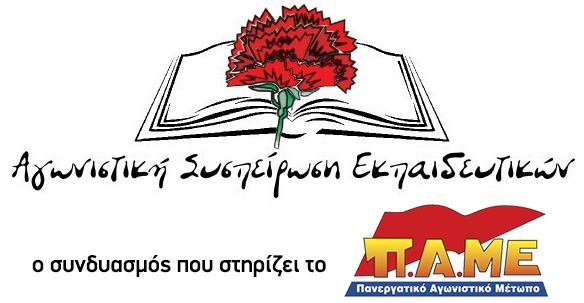 Αγωνιστική Συσπείρωση Εκπαιδευτικών
ο συνδυασμός που στηρίζει το
Π.Α.ΜΕ
Πανεργατικό Αγωνιστικό Μέτωπο